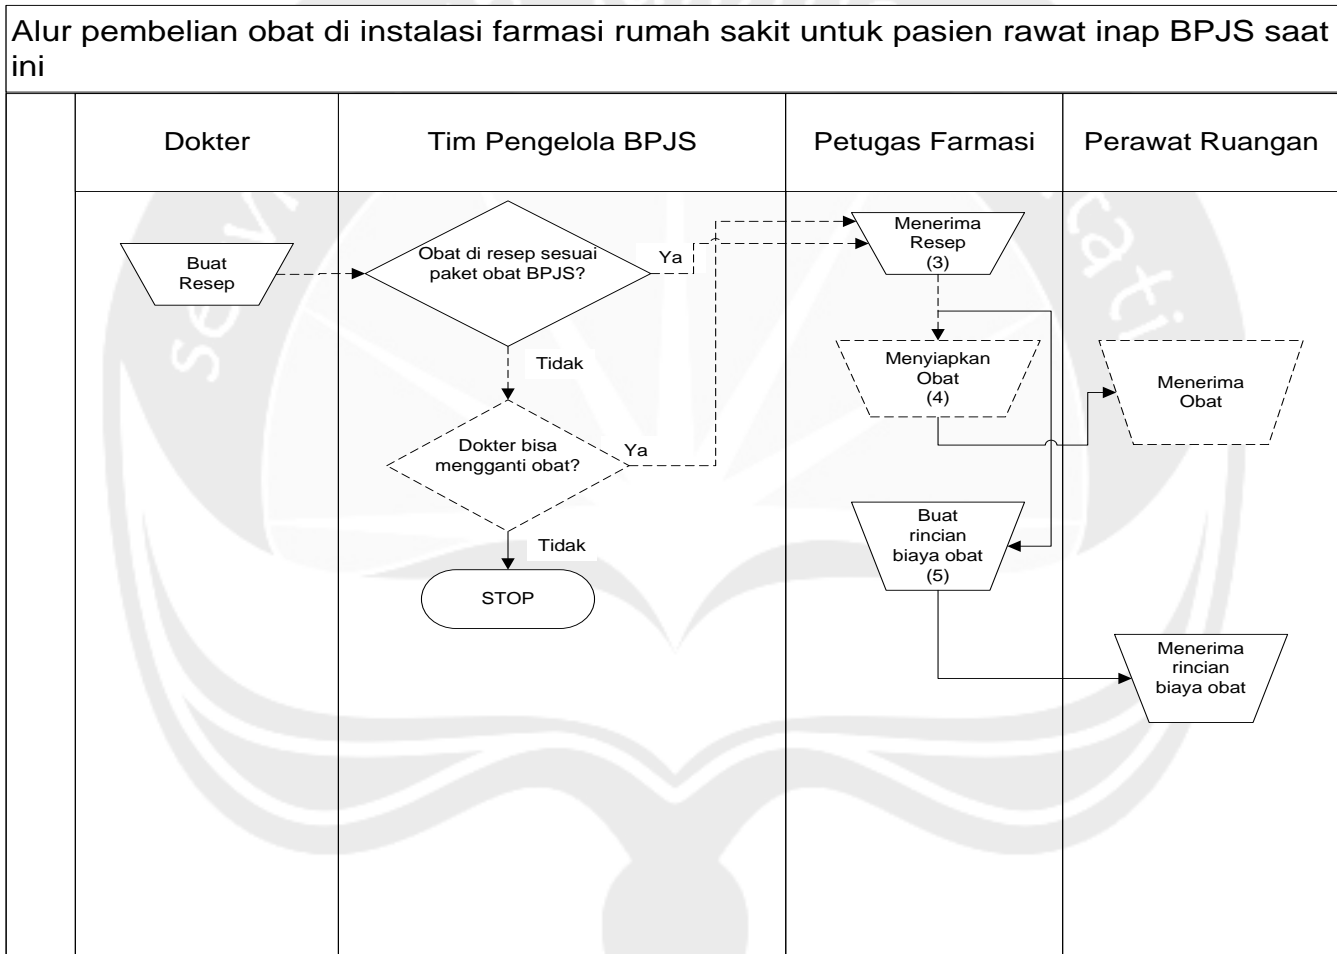 Alur pembelian obat di instalasi farmasi rumah sakit untuk pasien rawat inap BPJS saat
ini
Dokter
Tim Pengelola BPJS
Petugas Farmasi
Perawat Ruangan
Buat
Resep
Obat di resep sesuai
paket obat BPJS?
Ya
Tidak
Dokter bisa
mengganti obat?
Ya
Tidak
STOP
Menerima
Resep
(3)
Menyiapkan
Obat
(4)
Buat
rincian
biaya obat
(5)
Menerima
Obat
Menerima
rincian
biaya obat